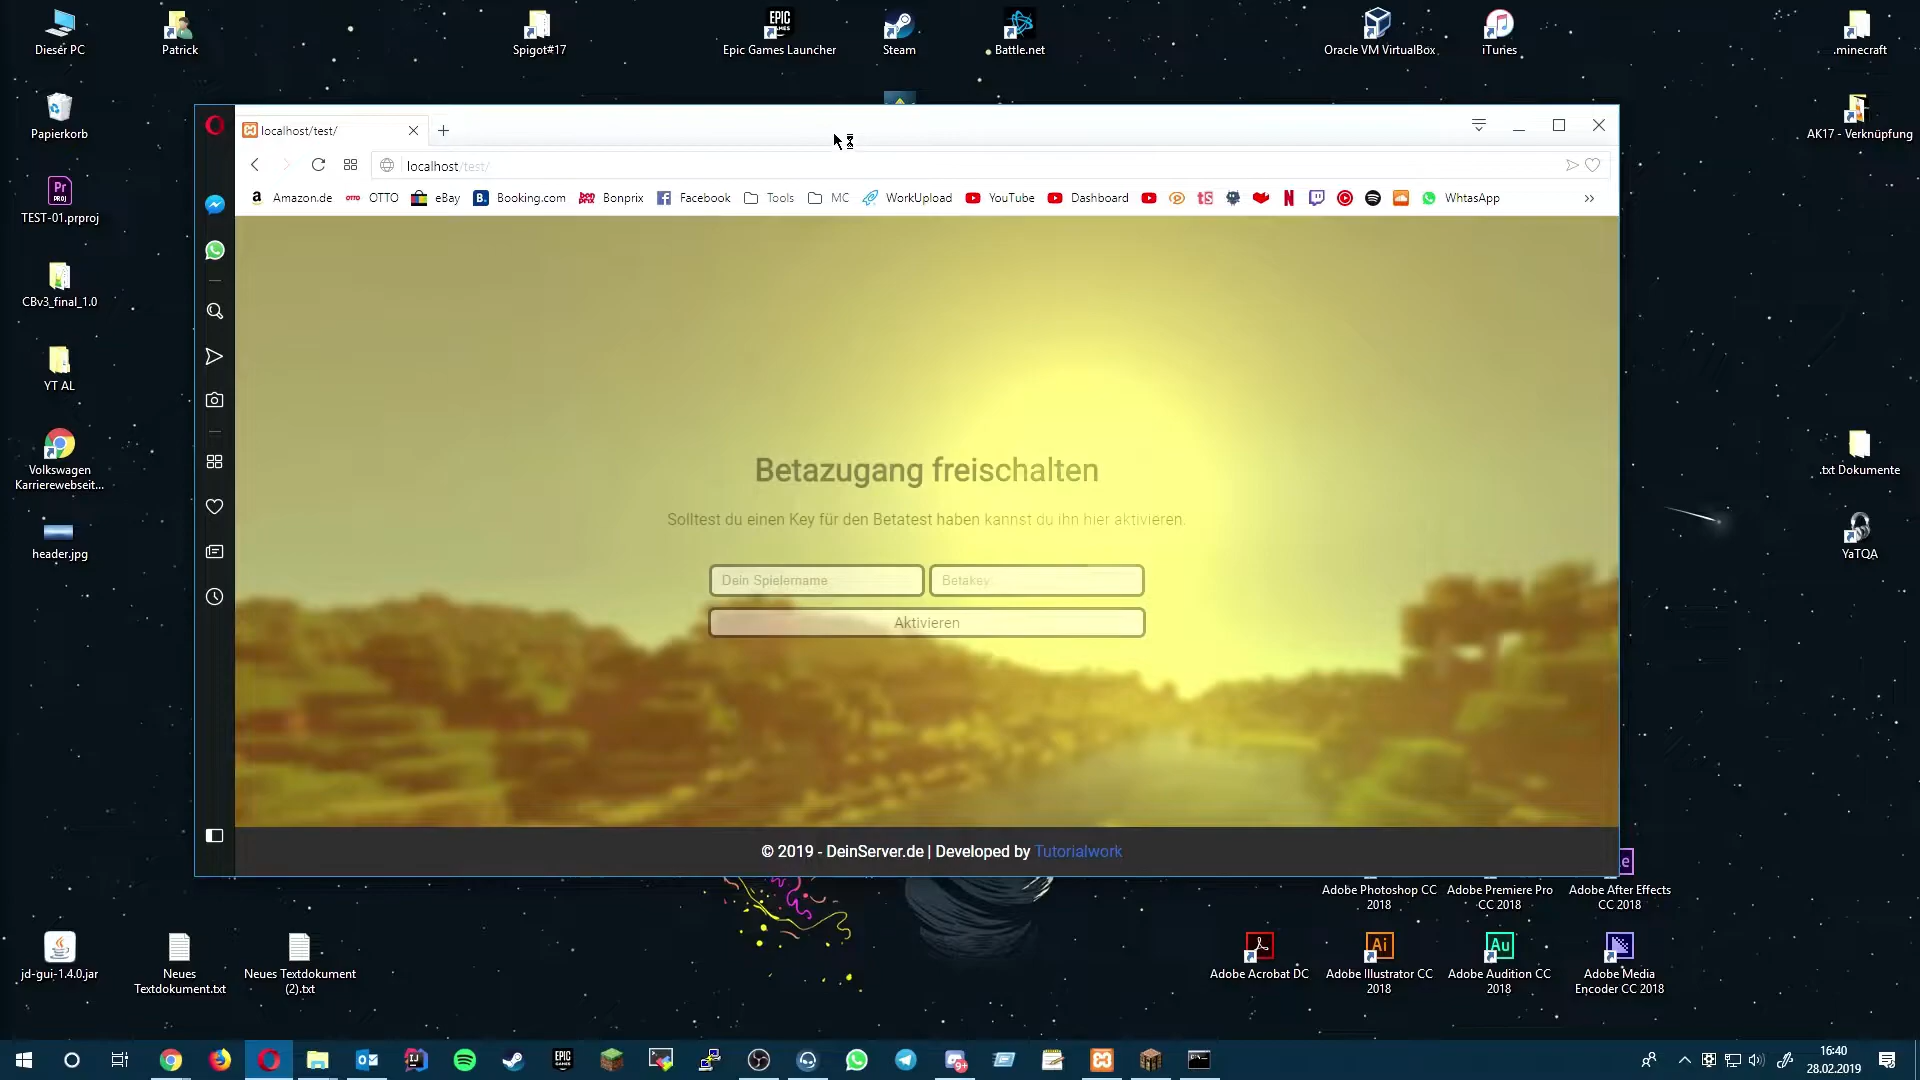 Dieser PC
Patrick
Spigot#17
Epic Games Launcher
Steam
Battle.net
Oracle VM VirtualBox
iTunes
.minecraft
Papierkorb
AK17 - Verknüpfung
localhost/test/
localhost/test/
Amazon.de
OTTO
eBay
Booking.com
Bonprix
Facebook
Tools
MC
WorkUpload
YouTube
Dashboard
WhtasApp
TEST-01.prproj
CBv3_final_1.0
YT AL
Volkswagen
Karrierewebseit...
header.jpg
.txt Dokumente
YaTQA
Betazugang freischalten
Solltest du einen Key für den Betatest haben kannst du ihn hier aktivieren.
Dein Spielername
Betakey
Aktivieren
© 2019 - DeinServer.de | Developed by Tutorialwork
Adobe Photoshop CC
2018
Adobe Premiere Pro
CC 2018
Adobe After Effects
CC 2018
jd-gui-1.4.0.jar
Neues
Textdokument.txt
Neues Textdokument
(2).txt
Adobe Acrobat DC
Adobe Illustrator CC
2018
Adobe Audition CC
2018
Adobe Media
Encoder CC 2018
16:40
28.02.2019